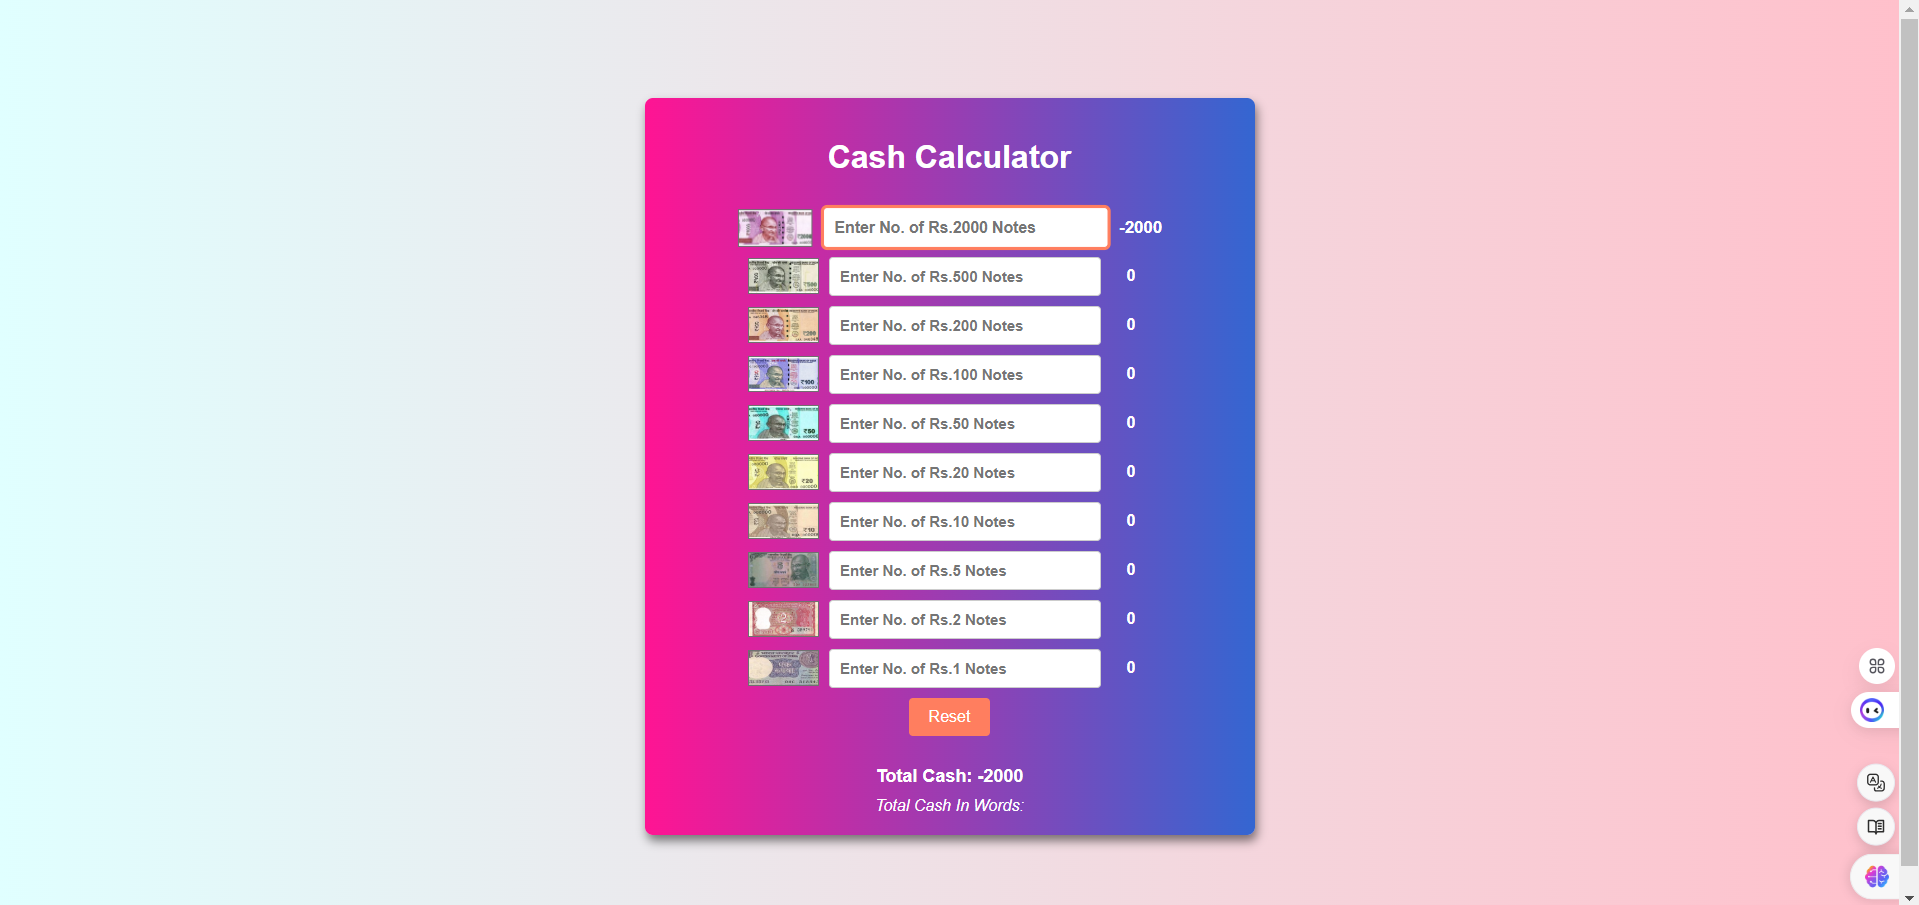 Cash Calculator
Enter No. of Rs.2000 Notes -2000
Enter No. of Rs.500 Notes 0
Enter No. of Rs.200 Notes 0
Enter No. of Rs.100 Notes 0
Enter No. of Rs.50 Notes 0
Enter No. of Rs.20 Notes 0
Enter No. of Rs.10 Notes 0
Enter No. of Rs.5 Notes 0
Enter No. of Rs.2 Notes 0
Enter No. of Rs.1 Notes 0
Reset
Total Cash: -2000
Total Cash In Words: